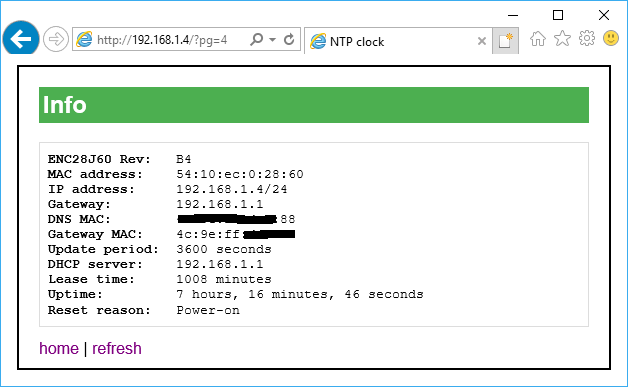 http://192.168.1.4/?pg=4
NTP clock
Info
ENC28J60 Rev: B4
MAC address: 54:10:ec:0:28:60
IP address: 192.168.1.4/24
Gateway: 192.168.1.1
DNS MAC: :88
Gateway MAC: 4c:9e:ff:
Update period: 3600 seconds
DHCP server: 192.168.1.1
Lease time: 1008 minutes
Uptime: 7 hours, 16 minutes, 46 seconds
Reset reason: Power-on
home | refresh